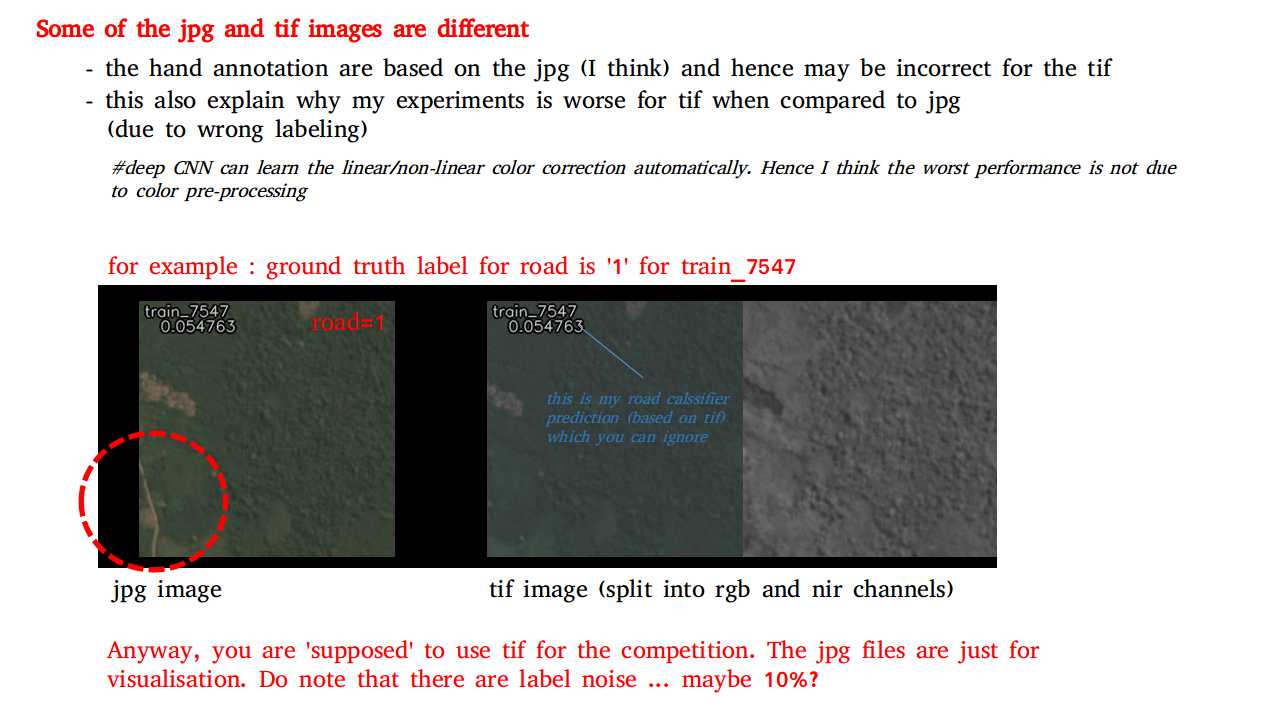 Some of the jpg and tif images are different
- the hand annotation are based on the jpg (I think) and hence may be incorrect for the tif
- this also explain why my experiments is worse for tif when compared to jpg
(due to wrong labeling)
#deep CNN can learn the linear/non-linear color correction automatically. Hence I think the worst performance is not due
to color pre-processing
for example : ground truth label for road is '1' for train_7547
train_7547
0.054763
road=1
train_7547
0.054763
this is my road calssifier
prediction (based on tif)
which you can ignore
jpg image
tif image (split into rgb and nir channels)
Anyway, you are 'supposed' to use tif for the competition. The jpg files are just for
visualisation. Do note that there are label noise ... maybe 10%?